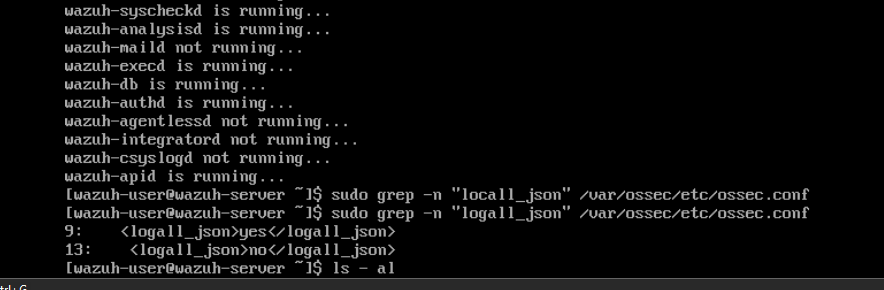 wazuh-syscheckd is running...
wazuh-analysisd is running...
wazuh-maild not running...
wazuh-execd is running...
wazuh-db is running...
wazuh-authd is running...
wazuh-agentlessd not running...
wazuh-integratord not running...
wazuh-csyslogd not running...
wazuh-apid is running...
[wazuh-user@wazuh-server ~]$ sudo grep -n "locall_json" /var/ossec/etc/ossec.conf
[wazuh-user@wazuh-server ~]$ sudo grep -n "logall_json" /var/ossec/etc/ossec.conf
9:    <logall_json>yes</logall_json>
13:    <logall_json>no</logall_json>
[wazuh-user@wazuh-server ~]$ ls - al